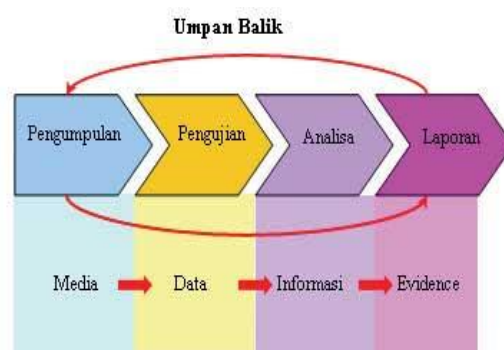 Umpan Balik
Pengumpulan
Pengujian
Analisa
Laporan
Media
Data
Informasi
Evidence